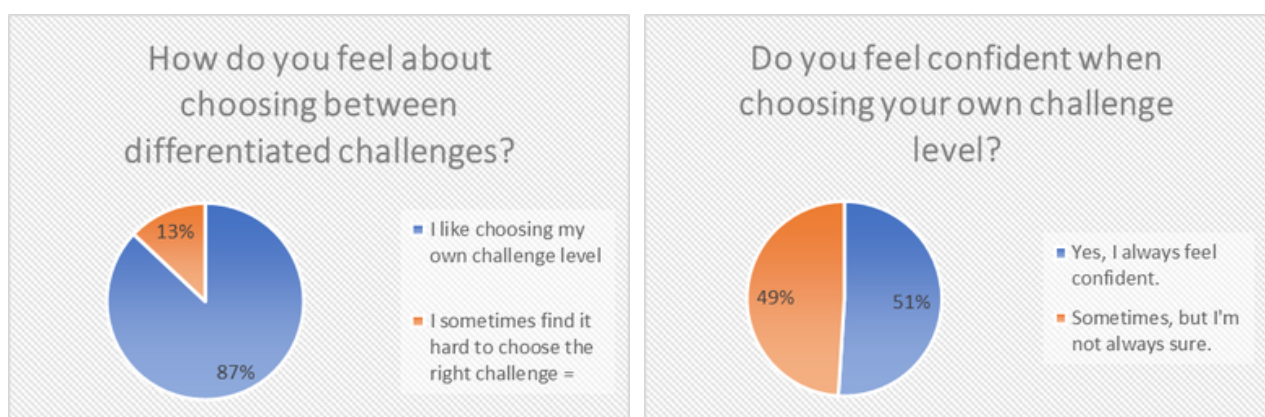 How do you feel about
choosing between
differentiated challenges?
13%
87%
I like choosing my
own challenge level
I sometimes find it
hard to choose the
right challenge =
Do you feel confident when
choosing your own challenge
level?
49%
51%
Yes, I always feel
confident.
Sometimes, but I'm
not always sure.